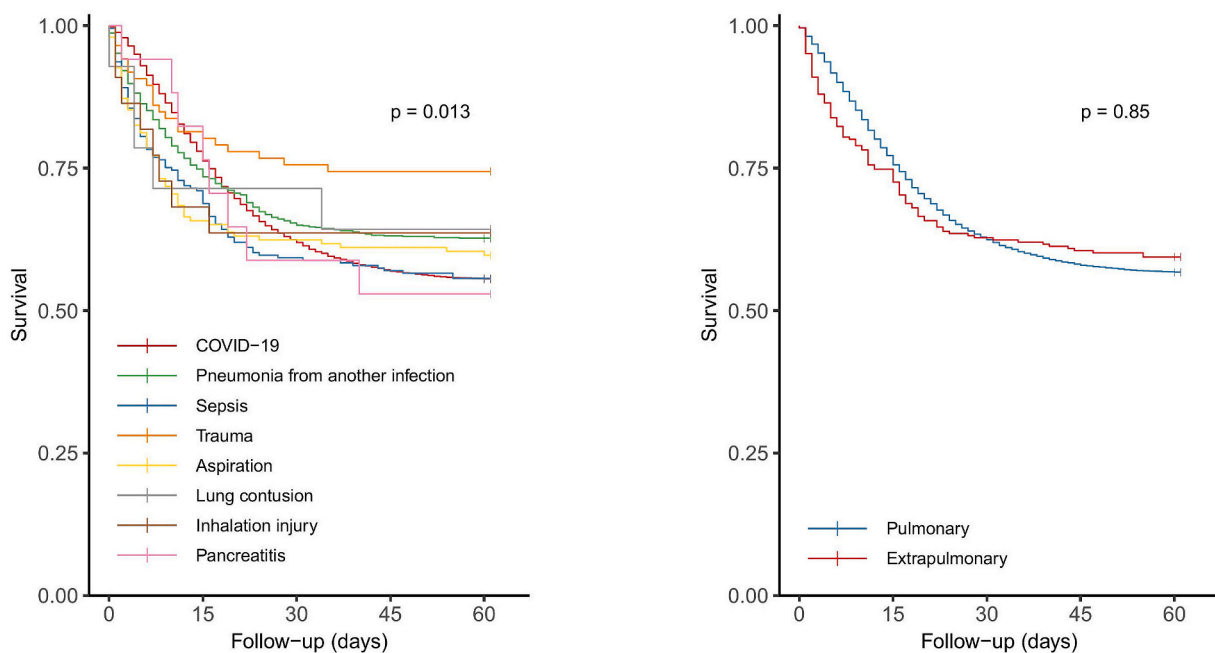 1.00
0.75
0.50
0.25
0.00
Survival
p = 0.013
COVID−19
Pneumonia from another infection
Sepsis
Trauma
Aspiration
Lung contusion
Inhalation injury
Pancreatitis
0 15 30 45 60
Follow−up (days)
1.00
0.75
0.50
0.25
0.00
Survival
p = 0.85
Pulmonary
Extrapulmonary
0 15 30 45 60
Follow−up (days)